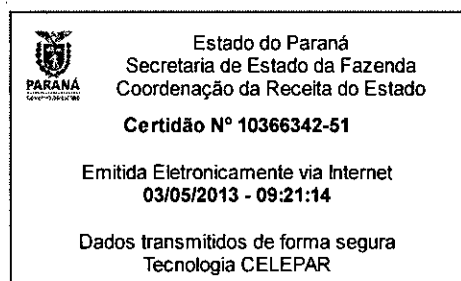 Estado do Paraná
Secretaria de Estado da Fazenda
Coordenação da Receita do Estado
PARANÁ
Certidão Nº 10366342-51
Emitida Eletronicamente via Internet
03/05/2013 - 09:21:14
Dados transmitidos de forma segura
Tecnologia CELEPAR